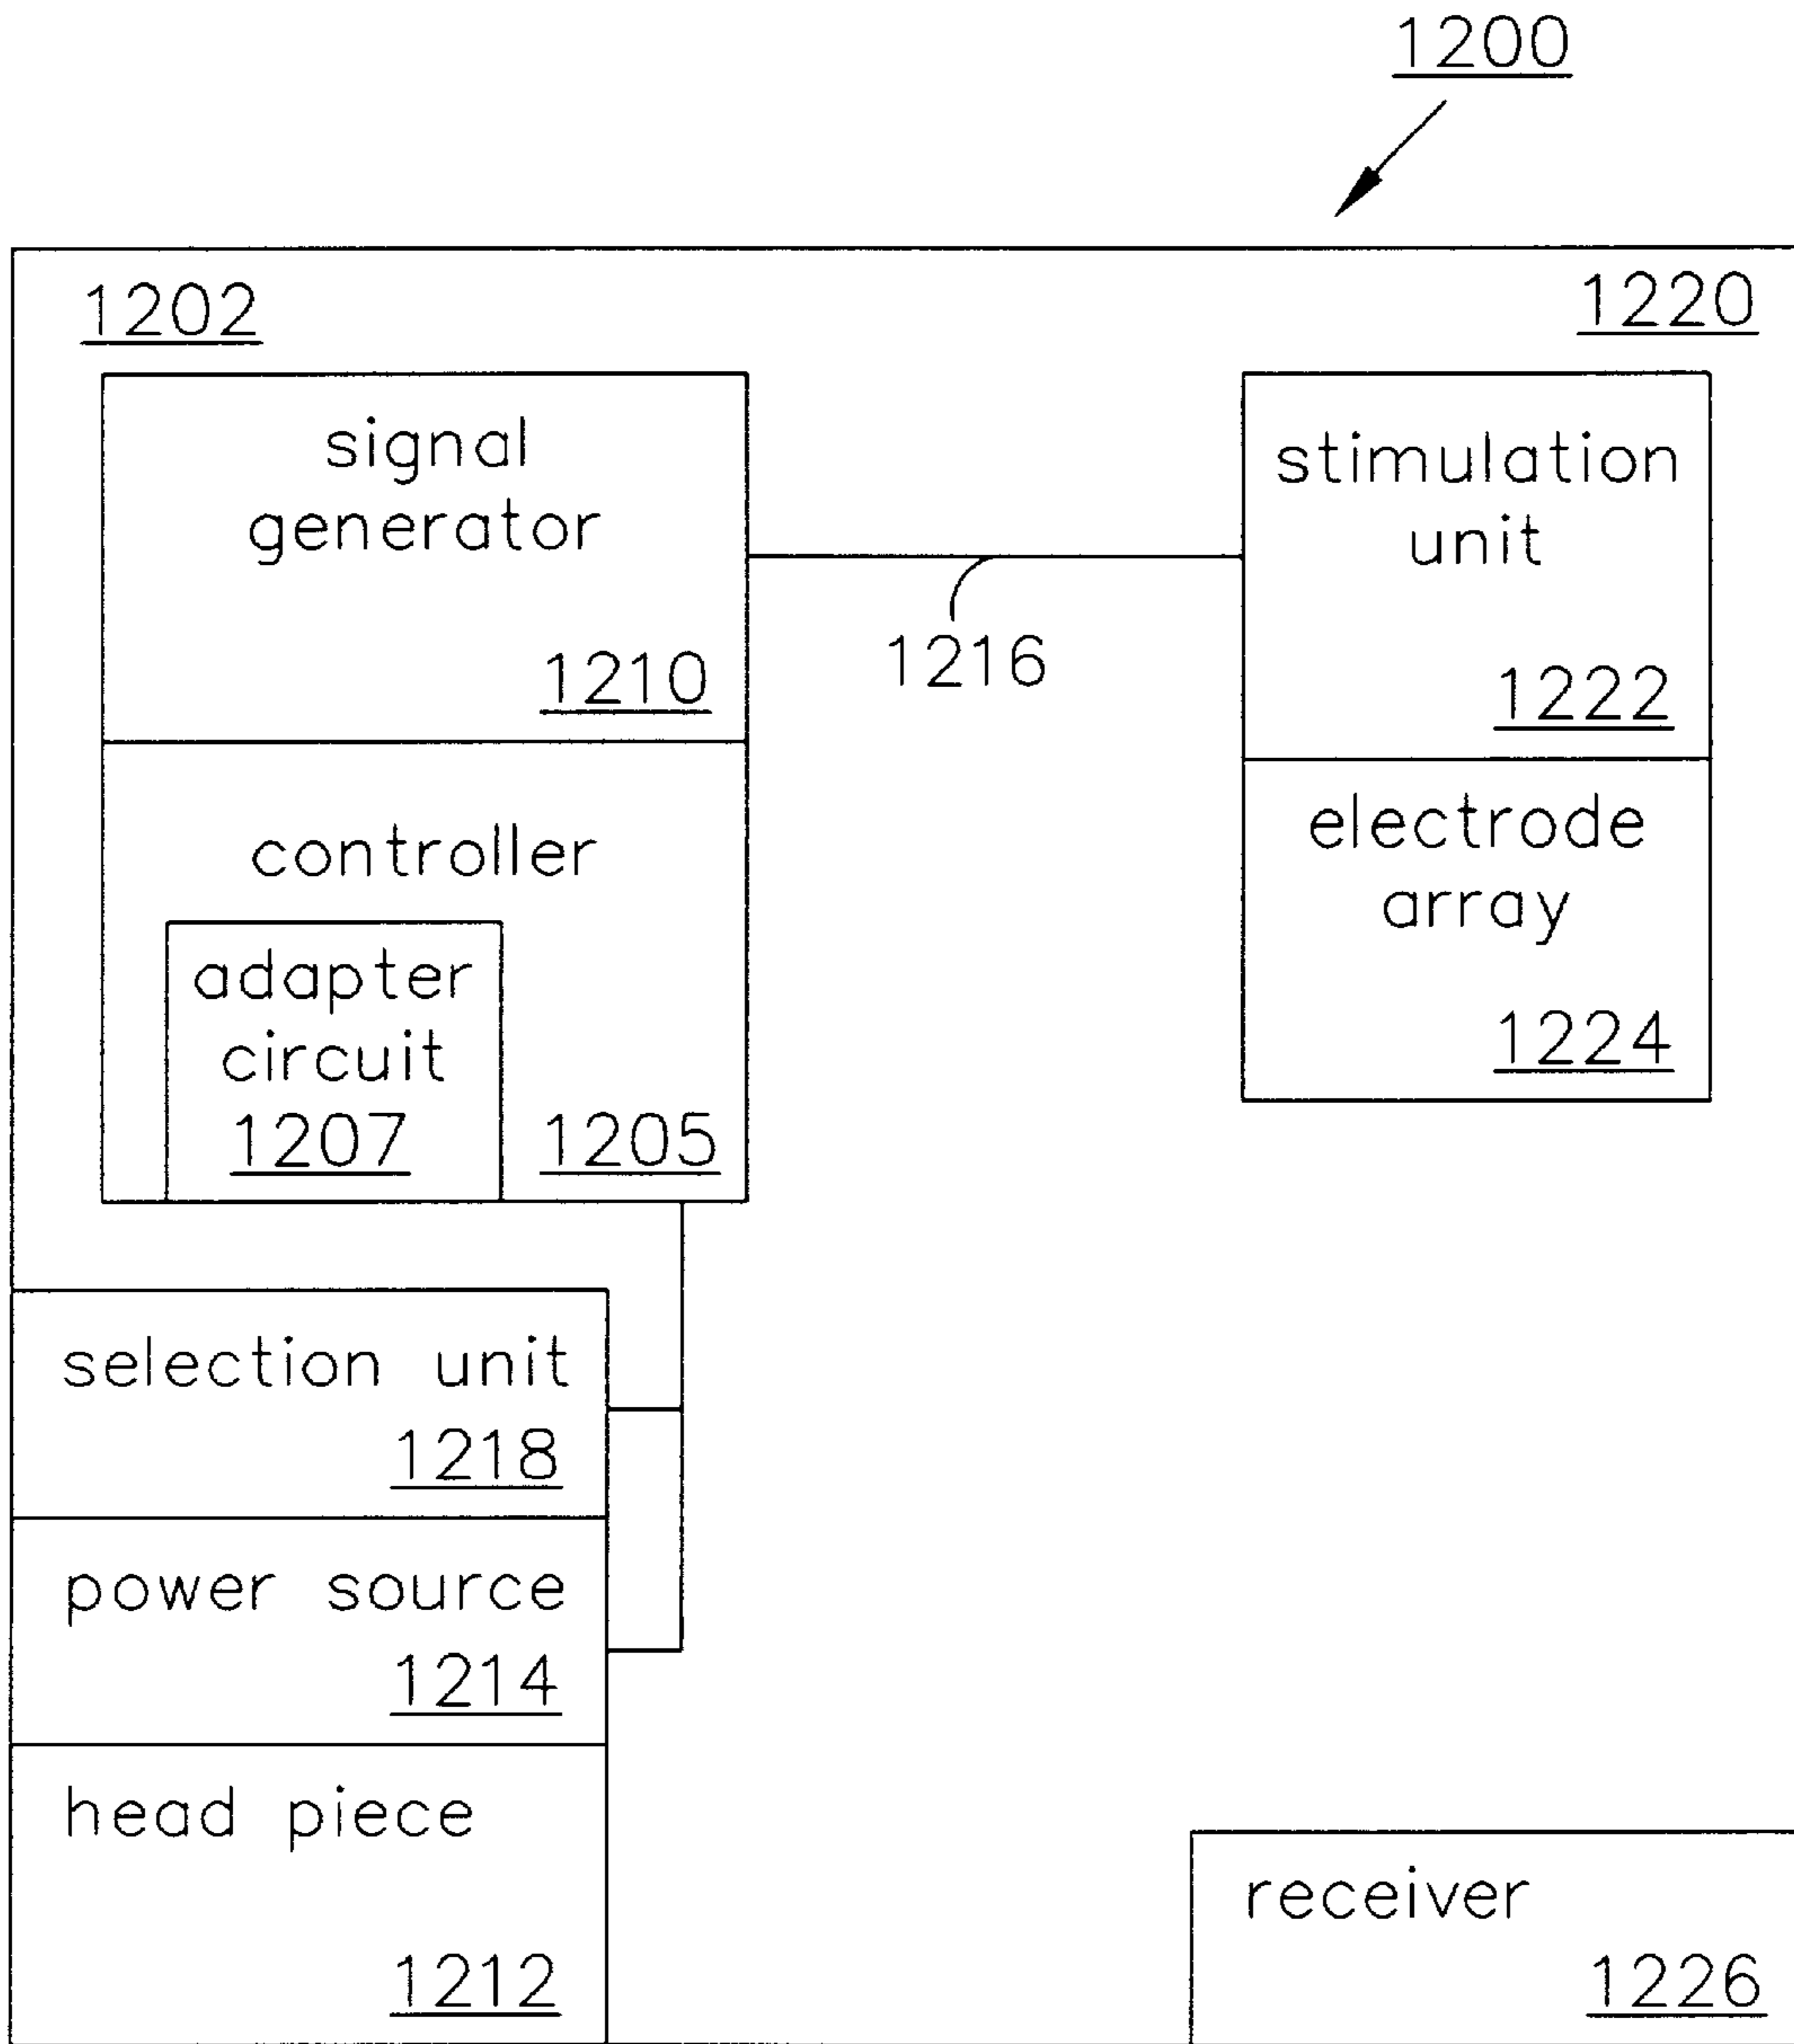 1200
1202
1220
signal
generator
1210
stimulation
unit
1222
1216
controller
adapter
circuit
1207
1205
electrode
array
1224
selection unit
1218
power source
1214
head piece
1212
receiver
1226